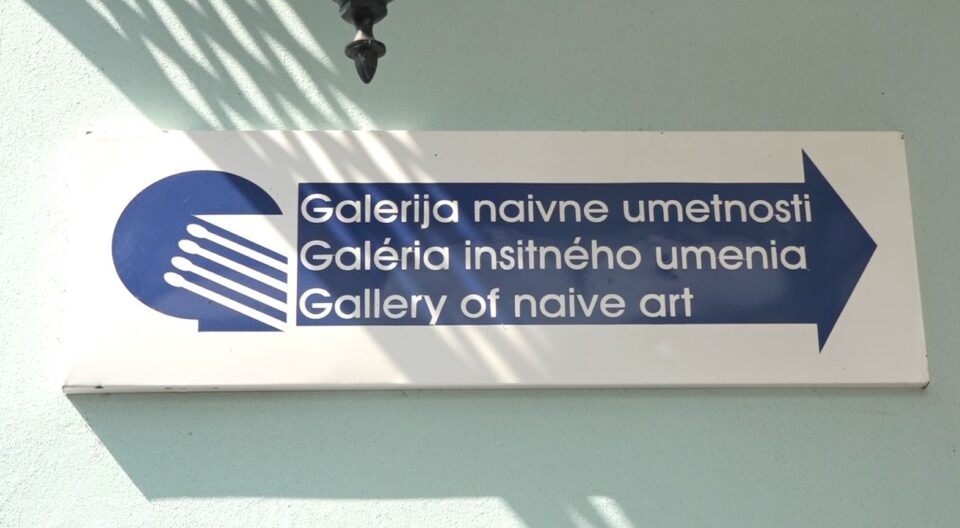 Galerija naivne umetnosti
Galéria insitného umenia
Gallery of naive art